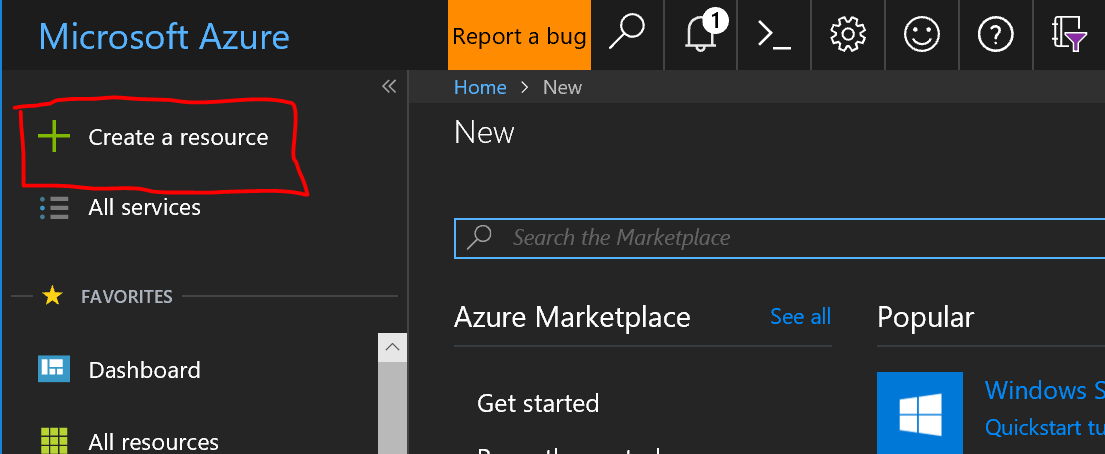 Microsoft Azure
Report a bug
1
Create a resource
All services
FAVORITES
Dashboard
All resources
Home > New
New
Search the Marketplace
Azure Marketplace
See all
Get started
Popular
Windows S
Quickstart tu